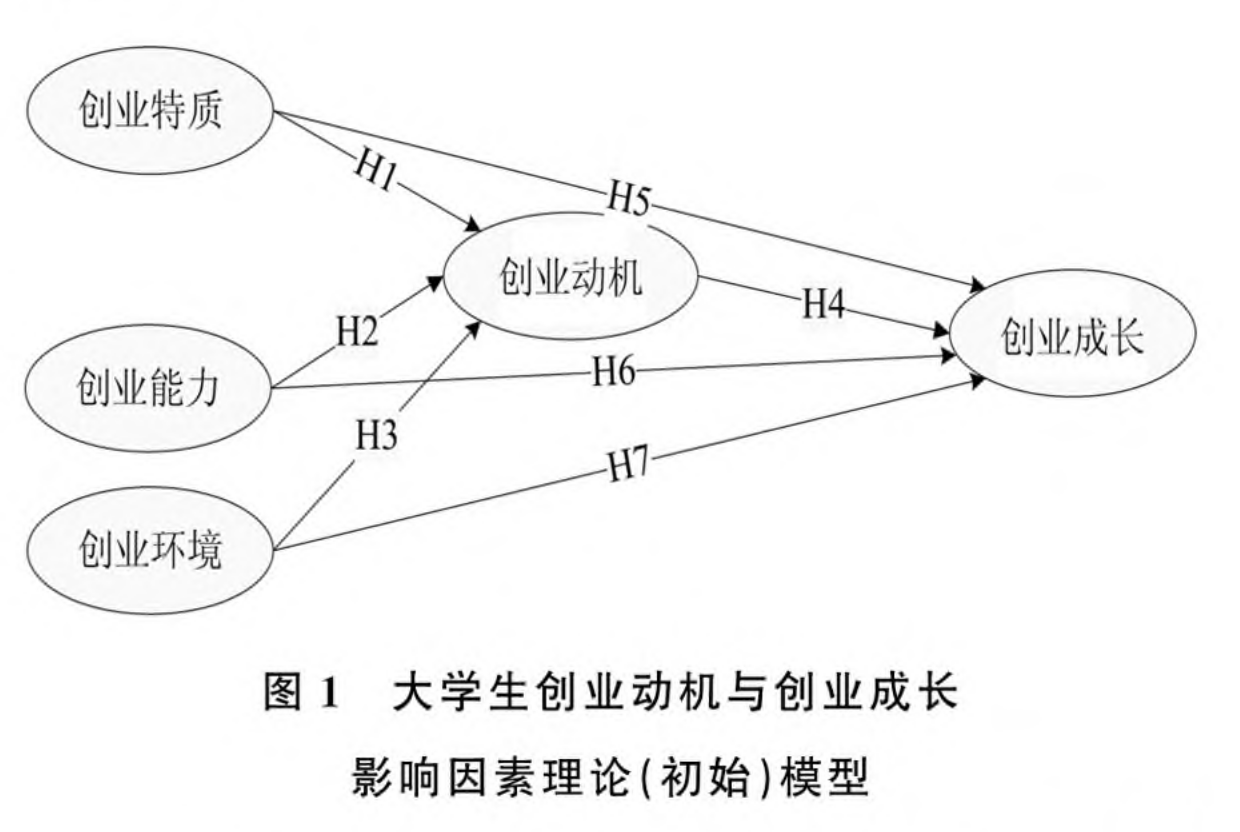 创业特质
H1
H5
创业动机
H4
创业成长
H2
创业能力
H6
H3
H7
创业环境
图 1 大学生创业动机与创业成长
影响因素理论(初始)模型